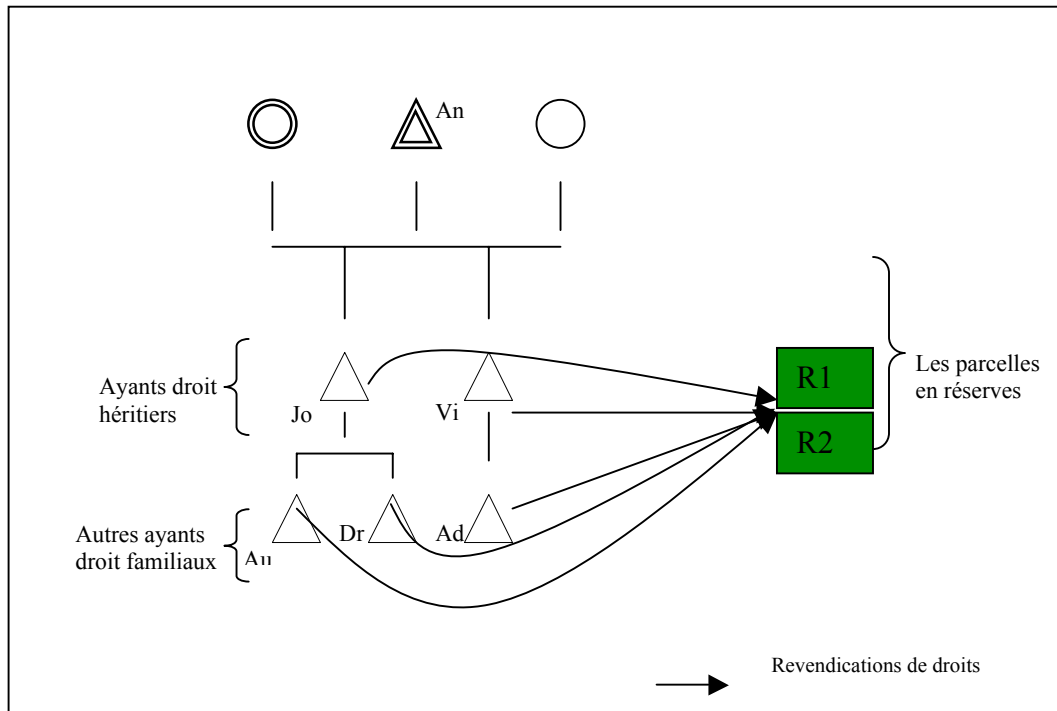 An
Ayants droit
héritiers
Jo
Vi
R1
R2
Les parcelles
en réserves
Autres ayants
droit familiaux
Au
Dr
Ad
Revendications de droits